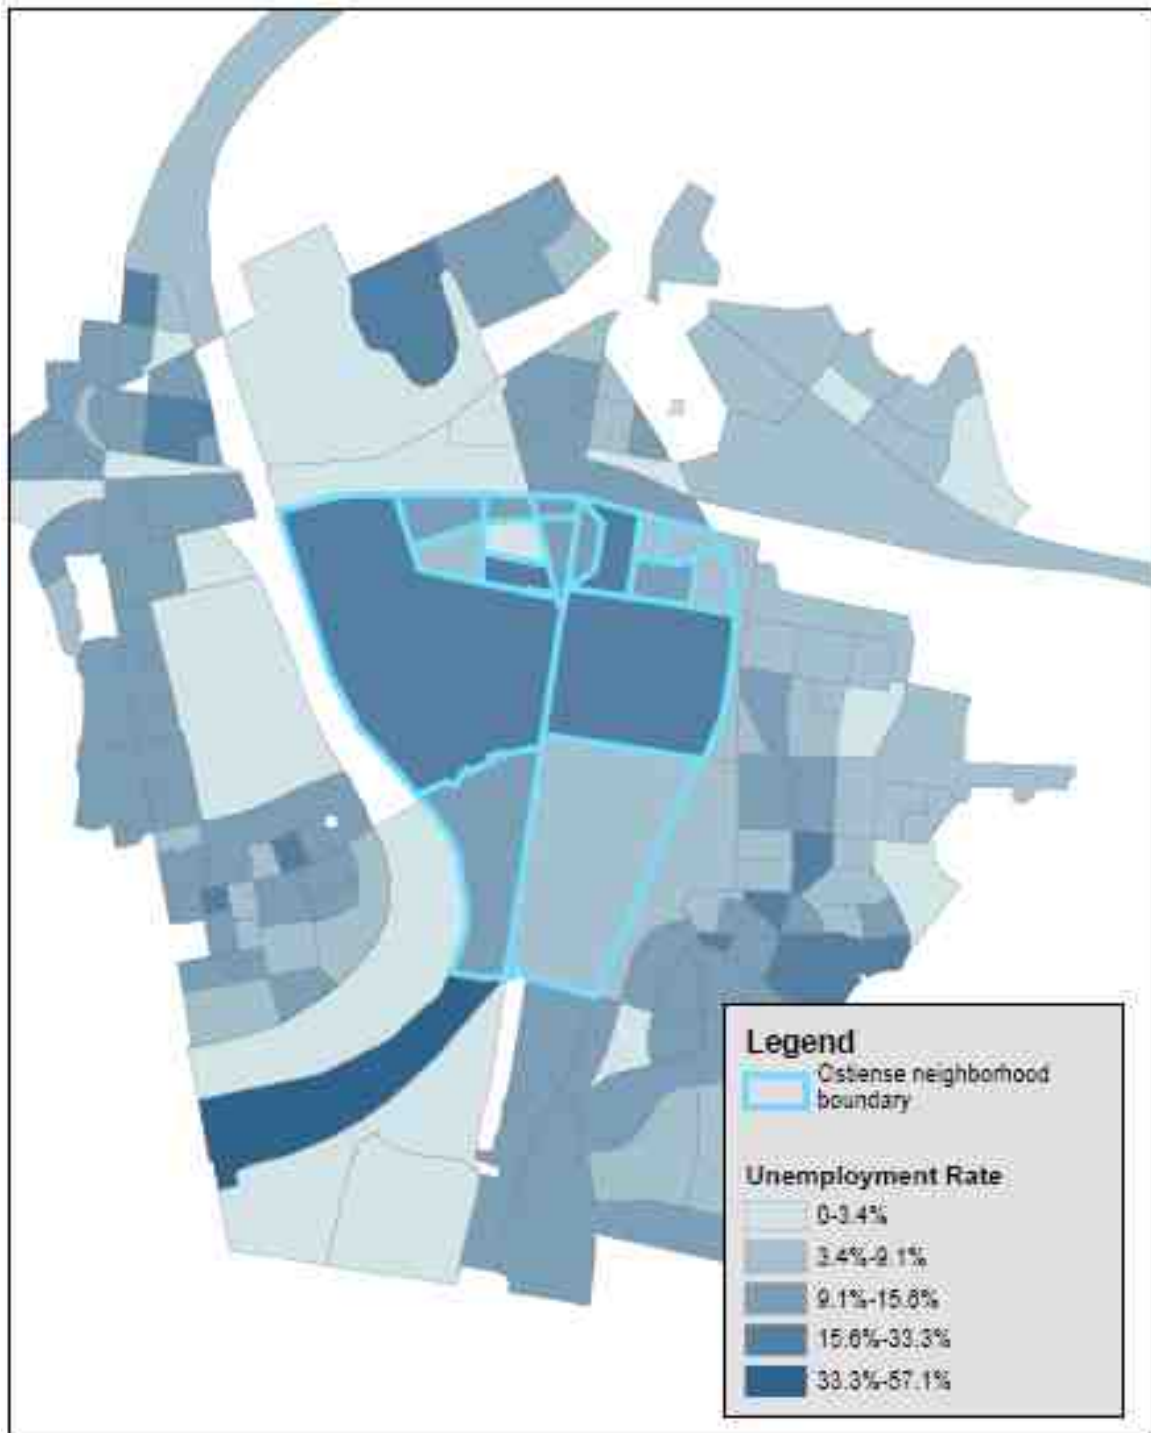 Legend
Ostiense neighborhood
boundary
Unemployment Rate
0-3.4%
3.4%-9.1%
9.1%-15.6%
15.6%-33.3%
33.3%-57.1%